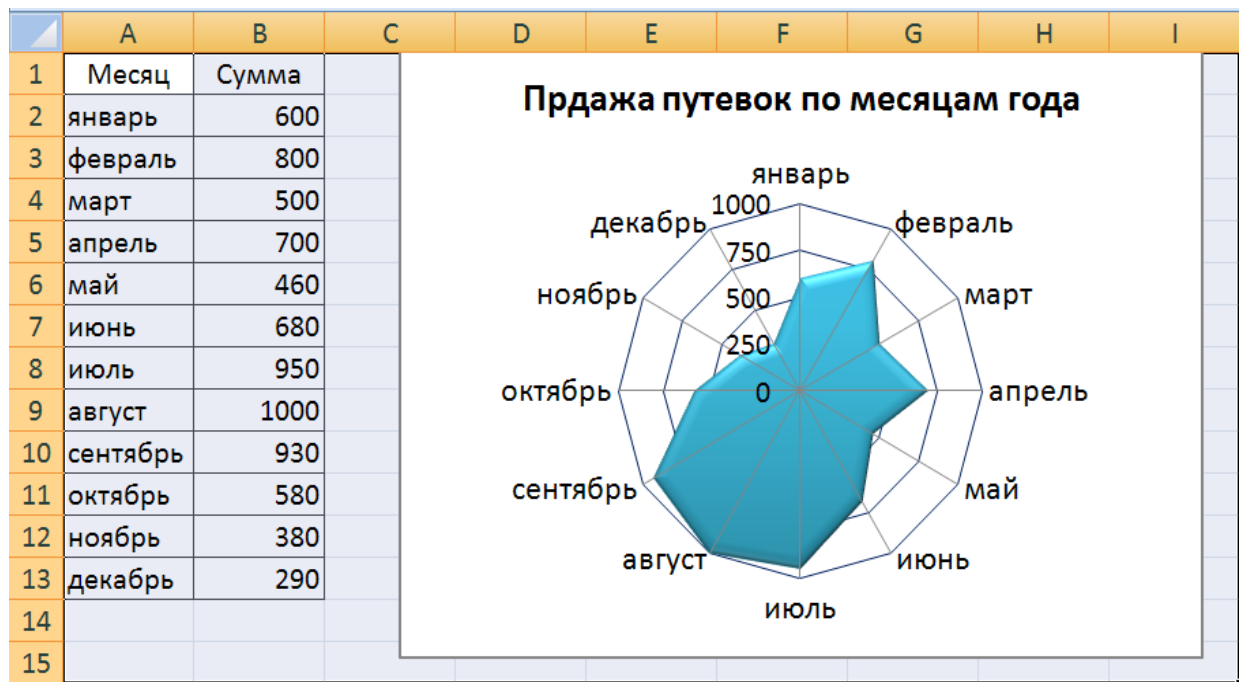 A B C D E F G H I
1 Месяц Сумма
2 январь 600
3 февраль 800
4 март 500
5 апрель 700
6 май 460
7 июнь 680
8 июль 950
9 август 1000
10 сентябрь 930
11 октябрь 580
12 ноябрь 380
13 декабрь 290
14
15
Прдажа путевок по месяцам года
январь
февраль
март
апрель
май
июнь
июль
август
сентябрь
октябрь
ноябрь
декабрь
1000
750
500
250
0